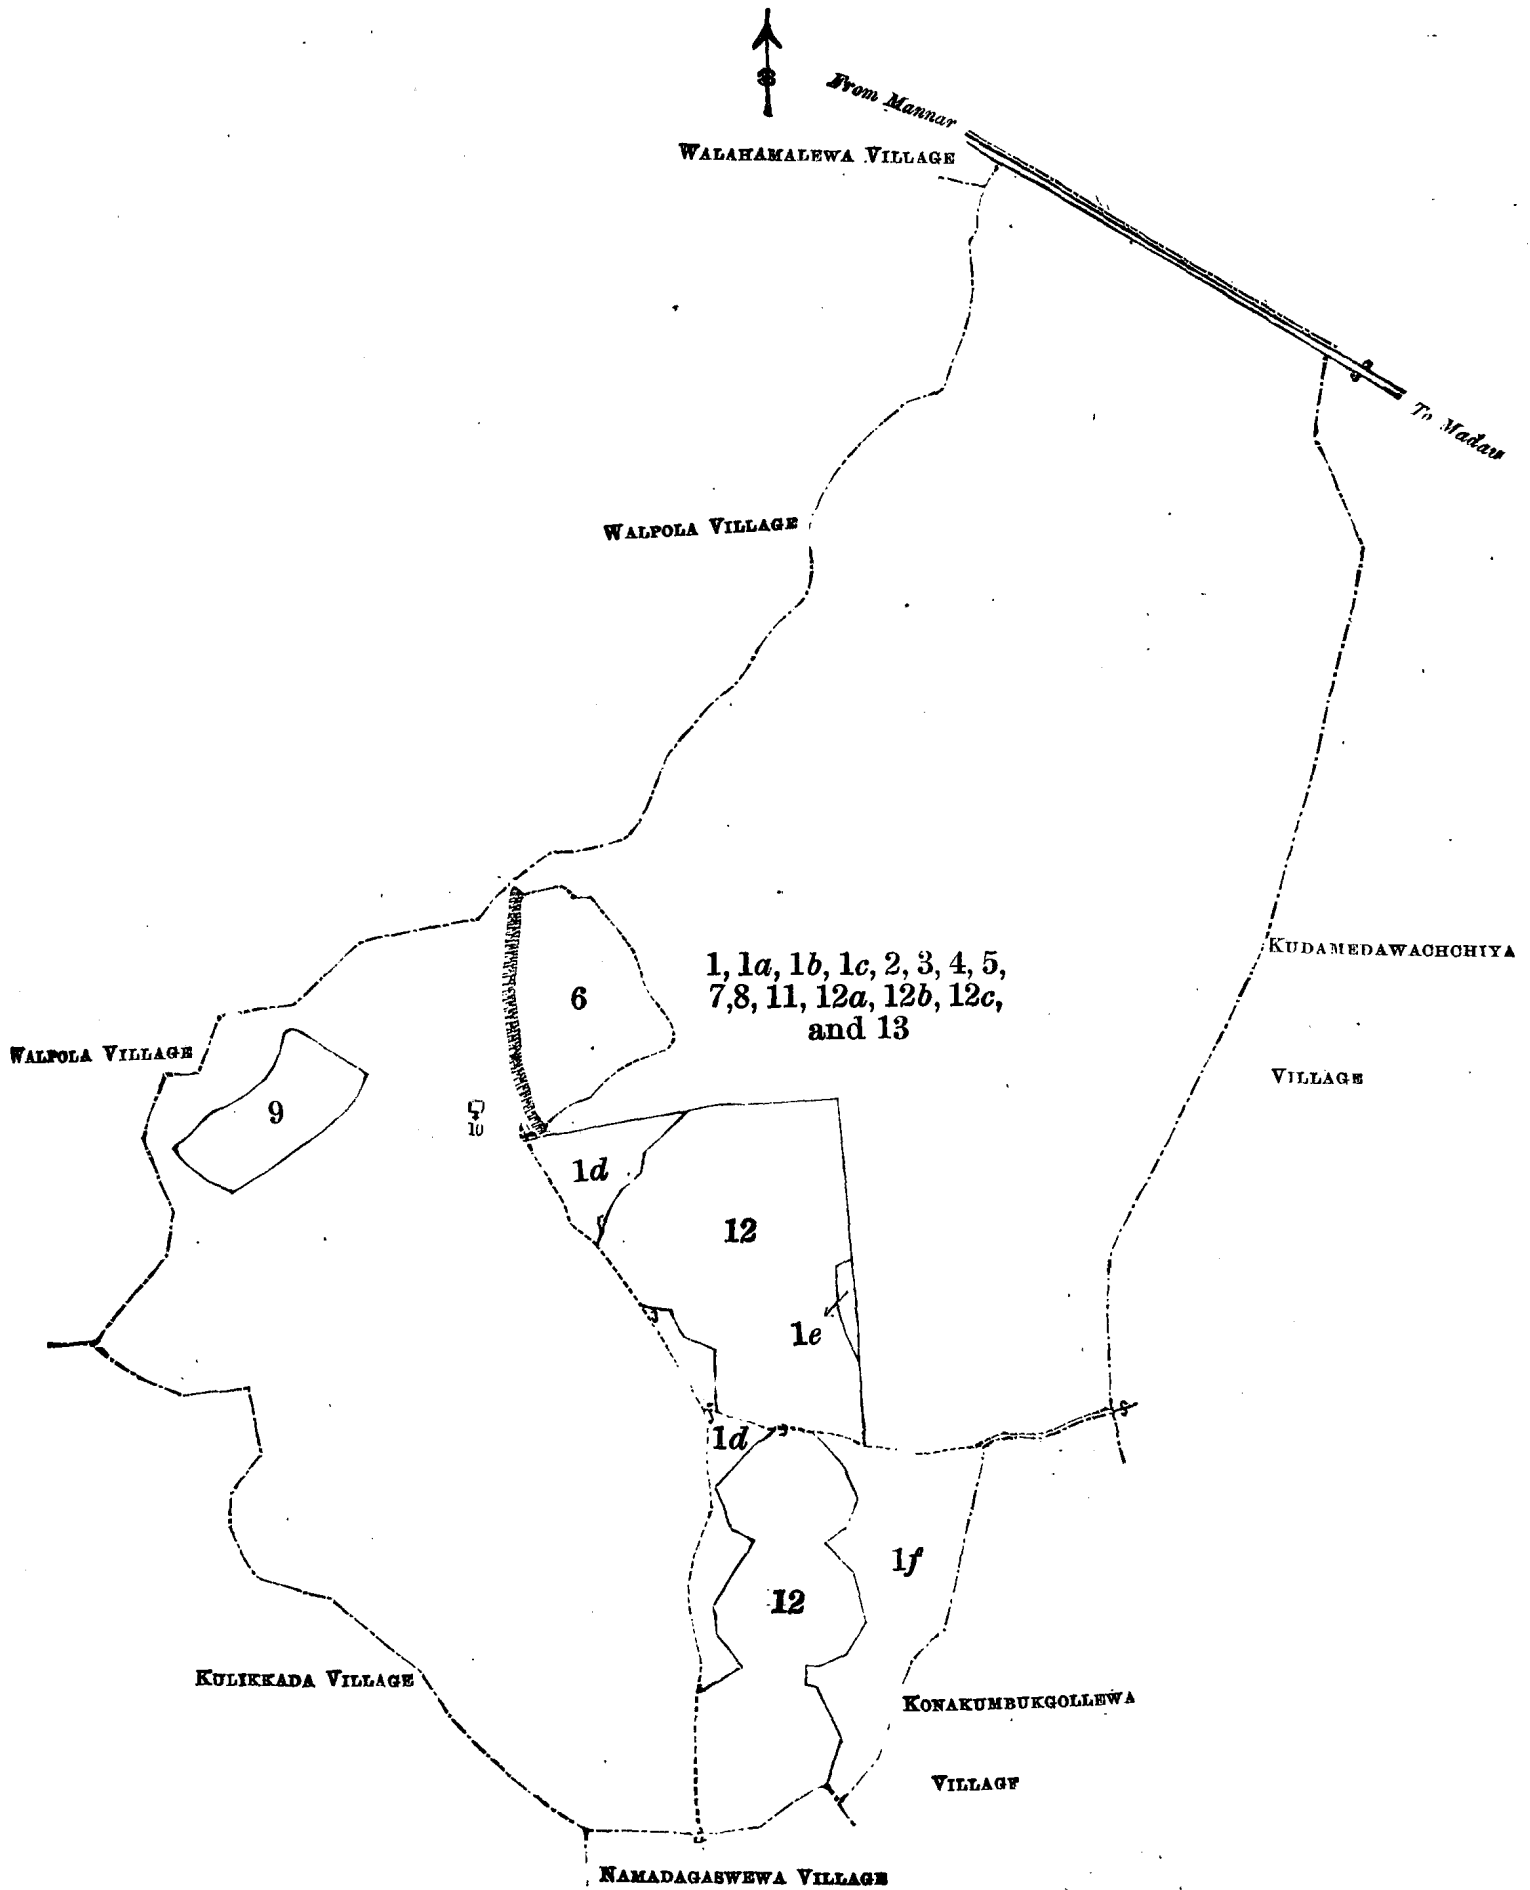 From Mannar
WALAHAMALEWA VILLAGE
To Madaw
WALPOLA VILLAGE
KUDAMEDAWACHCHIYA
VILLAGE
1, 1a, 1b, 1c, 2, 3, 4, 5,
7,8, 11, 12a, 12b, 12c,
and 13
6
WALPOLA VILLAGE
9
10
1d
12
1e
1d
1f
12
KULIKKADA VILLAGE
KONAKUMBUKGOLLEWA
VILLAGE
NAMADAGASWEWA VILLAGE